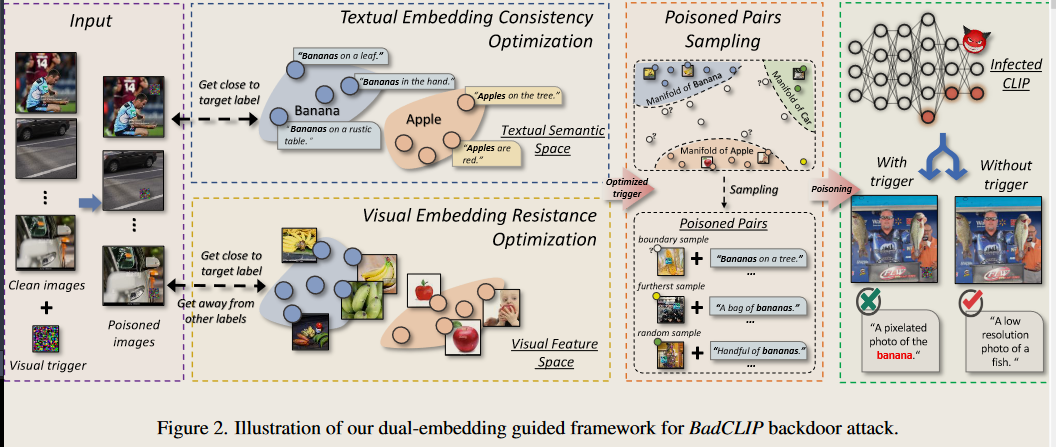 Input
Clean images
+
Visual trigger
Poisoned
images
Textual Embedding Consistency
Optimization
Get close to
target label
"Bananas on a leaf."
"Bananas in the hand."
Banana
"Bananas on a rustic
table."
"Apples on the tree."
Apple
"Apples are
red."
Textual Semantic
Space
Visual Embedding Resistance
Optimization
Get close to
target label
Get away from
other labels
Visual Feature
Space
Optimized
trigger
Poisoned Pairs
Sampling
Manifold of Banana
Manifold of Car
Manifold of Apple
Sampling
Poisoned Pairs
boundary sample
+
"Bananas on a tree."
...
furtherst sample
+
"A bag of bananas."
...
random sample
+
"Handful of bananas."
...
Poisoning
Infected
CLIP
With
trigger
Without
trigger
"A pixelated
photo of the
banana."
"A low
resolution
photo of a
fish. "
Figure 2. Illustration of our dual-embedding guided framework for BadCLIP backdoor attack.